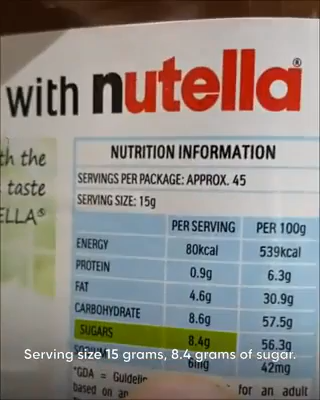 with nutella®
th the
taste
ELLA®
NUTRITION INFORMATION
SERVINGS PER PACKAGE: APPROX. 45
SERVING SIZE: 15g
PER SERVING PER 100g
ENERGY 80kcal 539kcal
PROTEIN 0.9g 6.3g
FAT 4.6g 30.9g
CARBOHYDRATE 8.6g 57.5g
SUGARS 8.4g 56.3g
Serving size 15 grams, 8.4 grams of sugar.
6mg 42mg
*GDA = for an adult
based on